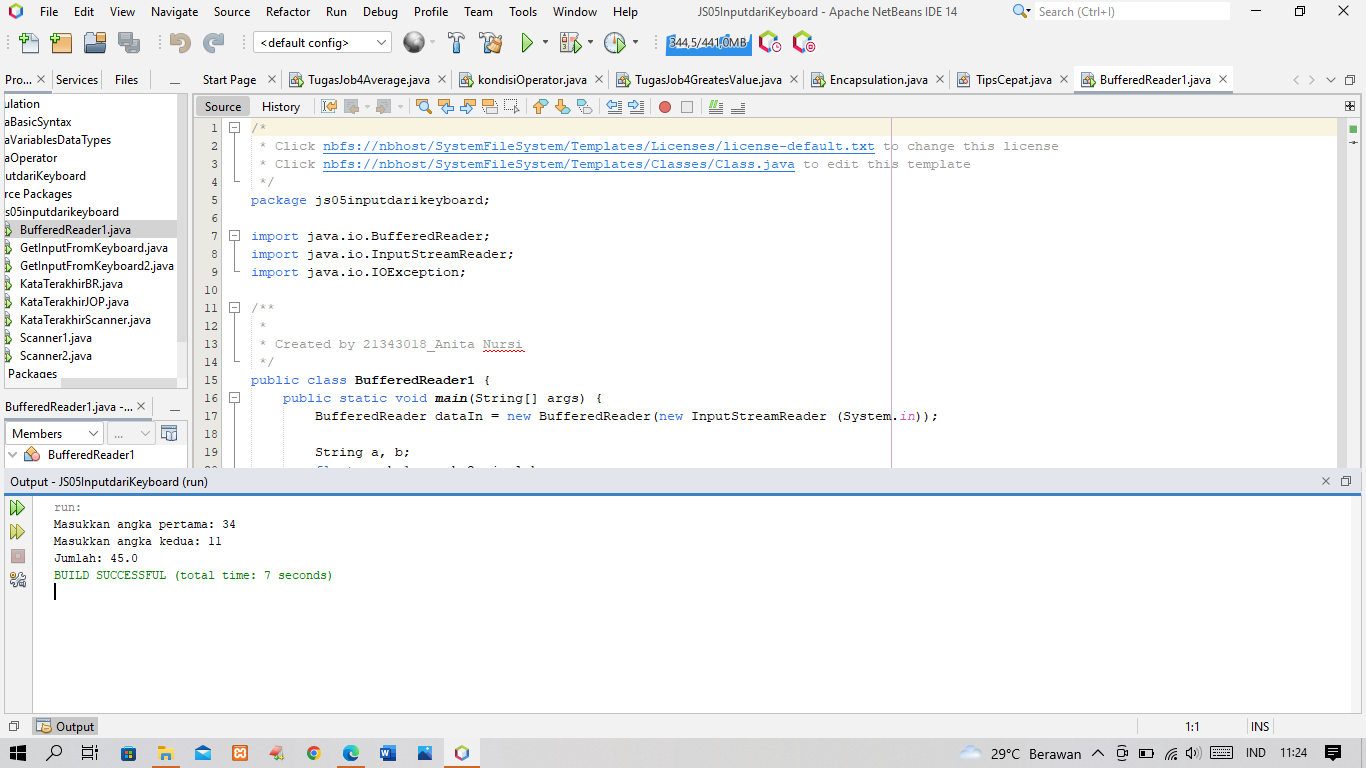 File Edit View Navigate Source Refactor Run Debug Profile Team Tools Window Help JS05InputdariKeyboard - Apache NetBeans IDE 14 Search (Ctrl+I)
<default config> 344,5/441,0MB
Pro... Services Files Start Page TugasJob4Average.java kondisiOperator.java TugasJob4GreatesValue.java Encapsulation.java TipsCepat.java BufferedReader1.java
Source History
ulation
aBasicSyntax
aVariablesDataTypes
aOperator
utdariKeyboard
rce Packages
s05inputdarikeyboard
BufferedReader1.java
GetInputFromKeyboard.java
GetInputFromKeyboard2.java
KataTerakhirBR.java
KataTerakhirJOP.java
KataTerakhirScanner.java
Scanner1.java
Scanner2.java
Packages
BufferedReader1.java -...
Members ...
BufferedReader1
1 /*
2 * Click nbfs://nbhost/SystemFileSystem/Templates/Licenses/license-default.txt to change this license
3 * Click nbfs://nbhost/SystemFileSystem/Templates/Classes/Class.java to edit this template
4 */
5 package js05inputdarikeyboard;
6
7 import java.io.BufferedReader;
8 import java.io.InputStreamReader;
9 import java.io.IOException;
10
11 /**
12 *
13 * Created by 21343018_Anita Nursi
14 */
15 public class BufferedReader1 {
16 public static void main(String[] args) {
17 BufferedReader dataIn = new BufferedReader(new InputStreamReader (System.in));
18
19 String a, b;
Output - JS05InputdariKeyboard (run)
run:
Masukkan angka pertama: 34
Masukkan angka kedua: 11
Jumlah: 45.0
BUILD SUCCESSFUL (total time: 7 seconds)
Output 1:1 INS
29°C Berawan IND 11:24